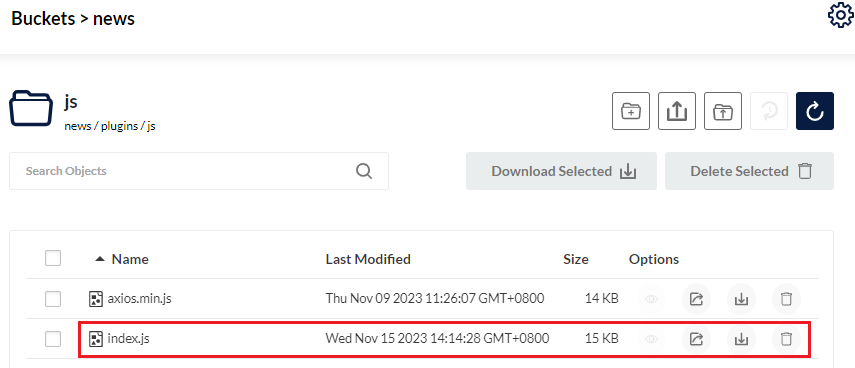 Buckets > news
js
news / plugins / js
Search Objects
Download Selected
Delete Selected
Name Last Modified Size Options
axios.min.js Thu Nov 09 2023 11:26:07 GMT+0800 14 KB
index.js Wed Nov 15 2023 14:14:28 GMT+0800 15 KB